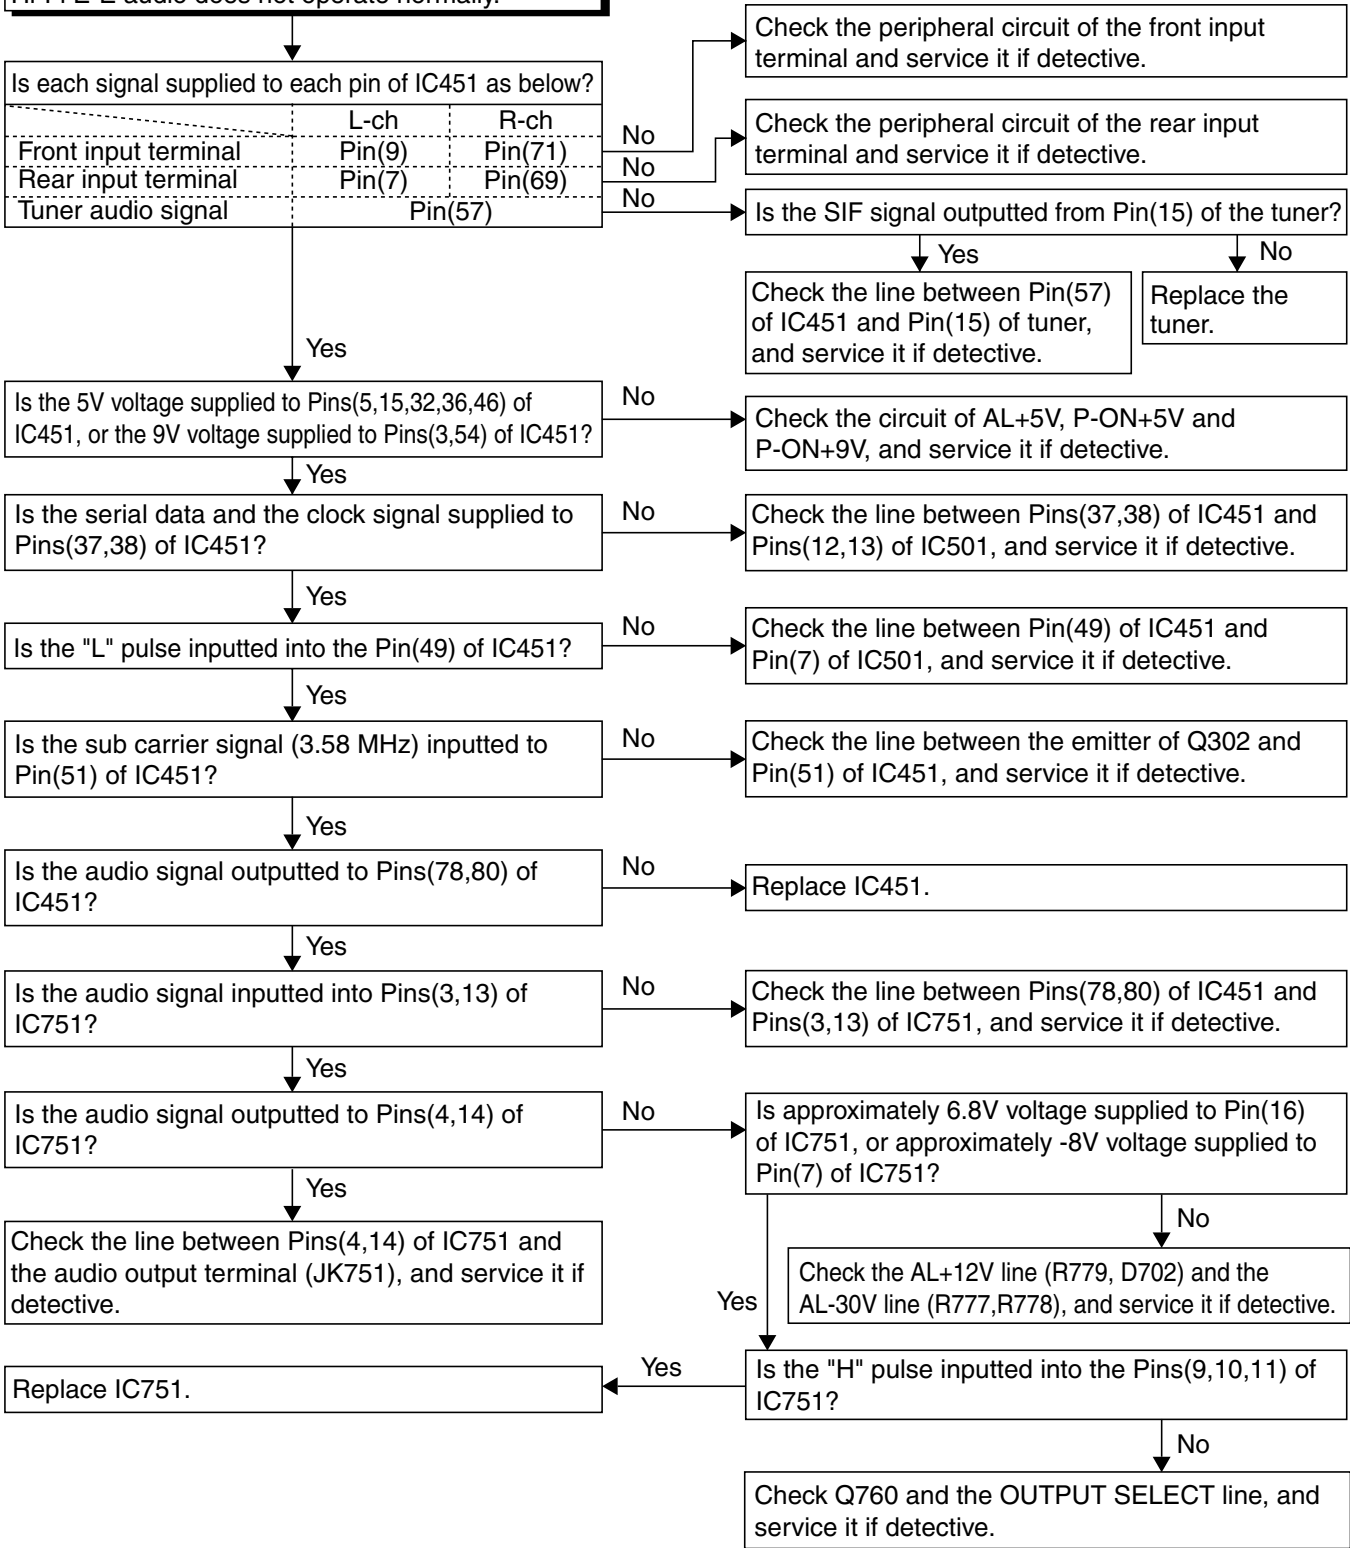 audio does not operate normally.
Is each signal supplied to each pin of IC451 as below?
L-ch R-ch
Front input terminal Pin(9) Pin(71)
Rear input terminal Pin(7) Pin(69)
Tuner audio signal Pin(57)
No
No
No
Check the peripheral circuit of the front input
terminal and service it if detective.
Check the peripheral circuit of the rear input
terminal and service it if detective.
Is the SIF signal outputted from Pin(15) of the tuner?
Yes
No
Check the line between Pin(57)
of IC451 and Pin(15) of tuner,
and service it if detective.
Replace the
tuner.
Yes
Is the 5V voltage supplied to Pins(5,15,32,36,46) of
IC451, or the 9V voltage supplied to Pins(3,54) of IC451?
No
Check the circuit of AL+5V, P-ON+5V and
P-ON+9V, and service it if detective.
Yes
Is the serial data and the clock signal supplied to
Pins(37,38) of IC451?
No
Check the line between Pins(37,38) of IC451 and
Pins(12,13) of IC501, and service it if detective.
Yes
Is the "L" pulse inputted into the Pin(49) of IC451?
No
Check the line between Pin(49) of IC451 and
Pin(7) of IC501, and service it if detective.
Yes
Is the sub carrier signal (3.58 MHz) inputted to
Pin(51) of IC451?
No
Check the line between the emitter of Q302 and
Pin(51) of IC451, and service it if detective.
Yes
Is the audio signal outputted to Pins(78,80) of
IC451?
No
Replace IC451.
Yes
Is the audio signal inputted into Pins(3,13) of
IC751?
No
Check the line between Pins(78,80) of IC451 and
Pins(3,13) of IC751, and service it if detective.
Yes
Is the audio signal outputted to Pins(4,14) of
IC751?
No
Is approximately 6.8V voltage supplied to Pin(16)
of IC751, or approximately -8V voltage supplied to
Pin(7) of IC751?
Yes
Check the line between Pins(4,14) of IC751 and
the audio output terminal (JK751), and service it if
detective.
No
Check the AL+12V line (R779, D702) and the
AL-30V line (R777,R778), and service it if detective.
Yes
Is the "H" pulse inputted into the Pins(9,10,11) of
IC751?
Yes
Replace IC751.
No
Check Q760 and the OUTPUT SELECT line, and
service it if detective.